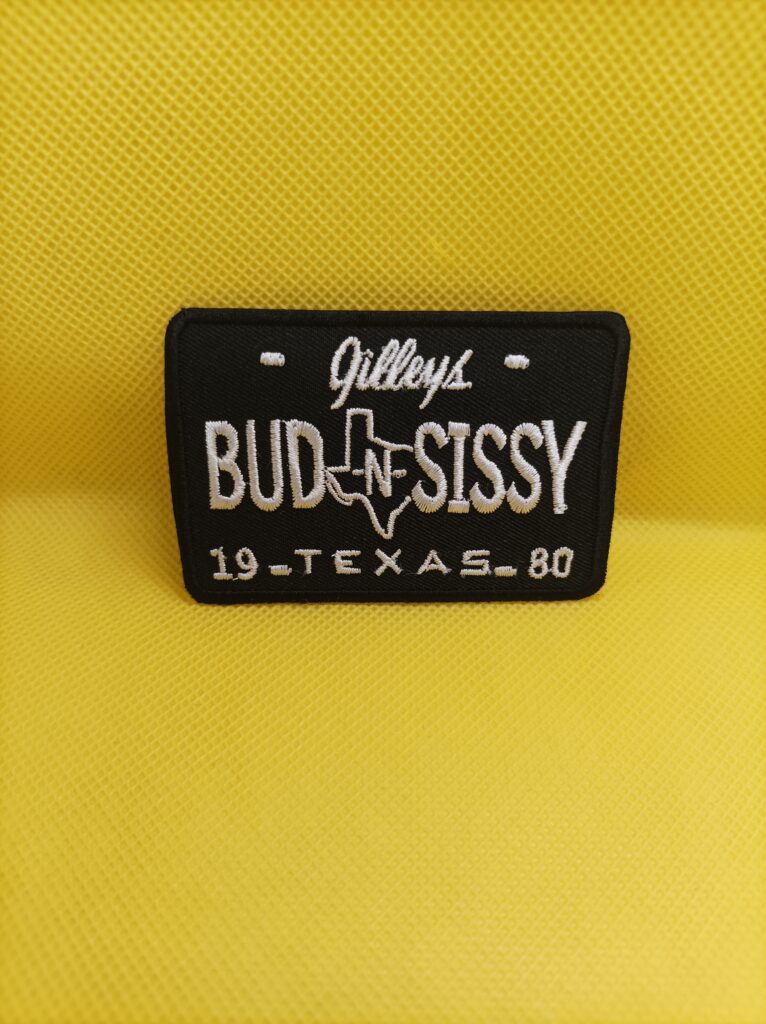 Gilleys
BUD -N- SISSY
19 - TEXAS - 80